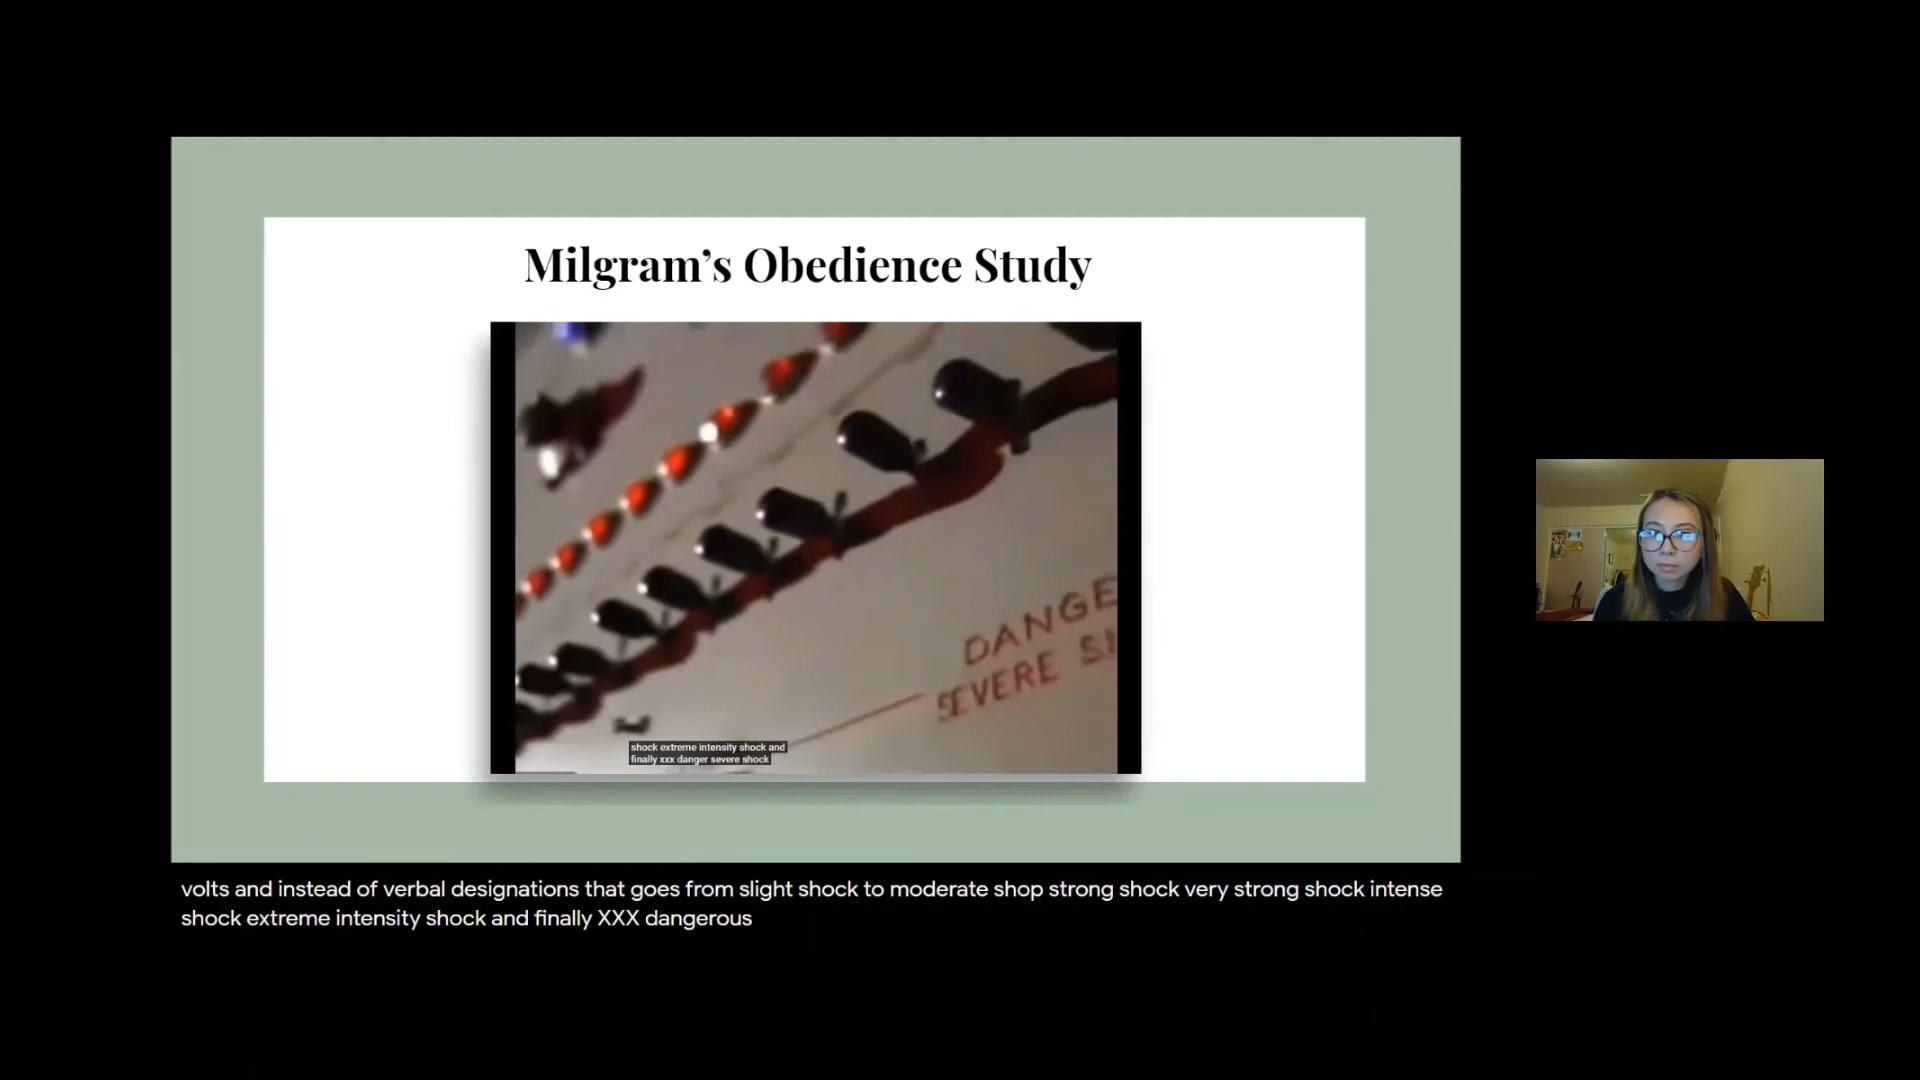 Milgram's Obedience Study
DANGE
SEVERE S
shock extreme intensity shock and
finally xxx danger severe shock
volts and instead of verbal designations that goes from slight shock to moderate shop strong shock very strong shock intense
shock extreme intensity shock and finally XXX dangerous